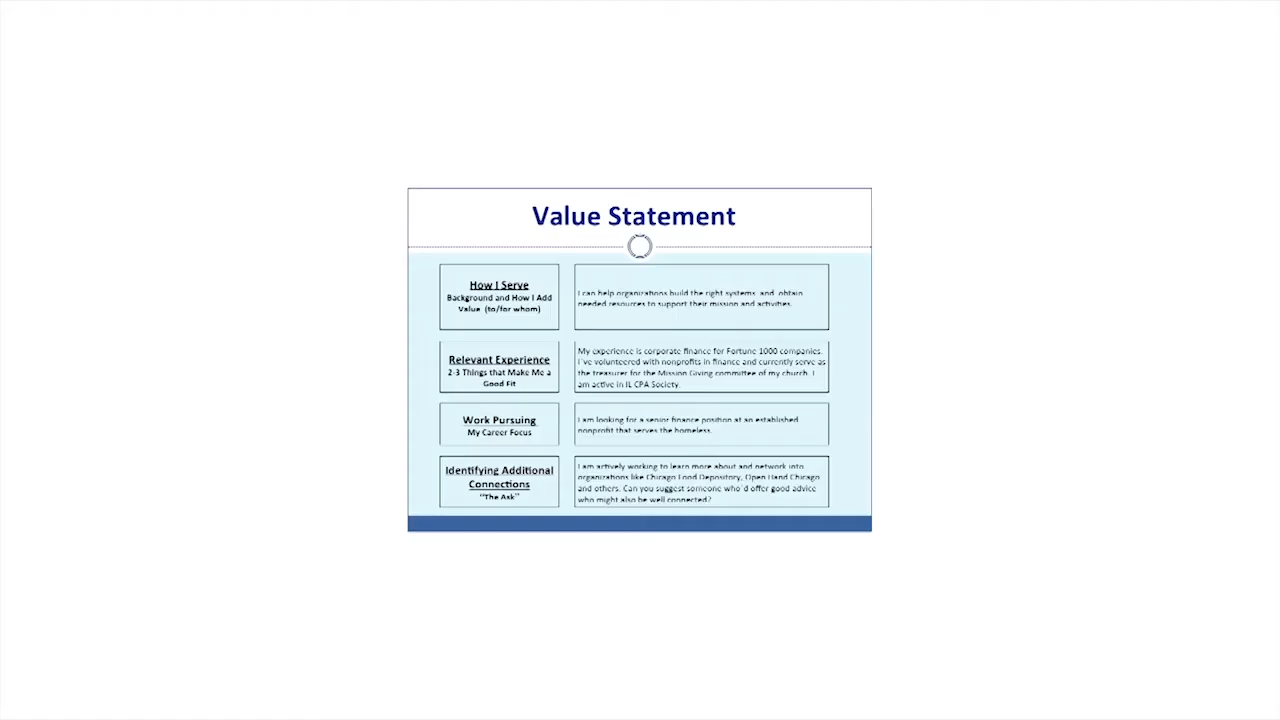 Value Statement
How I Serve
Background and How I Add
Value (to/for whom)
I can help organizations build the right systems and obtain
needed resources to support their mission and activities.
Relevant Experience
2-3 Things that Make Me a
Good Fit
My experience is corporate finance for Fortune 1000 companies.
I've volunteered with nonprofits in finance and currently serve as
the treasurer for the Mission Giving committee of my church. I
am active in IL CPA Society.
Work Pursuing
My Career Focus
I am looking for a senior finance position at an established
nonprofit that serves the homeless.
Identifying Additional
Connections
"The Ask"
I am actively working to learn more about and network into
organizations like Chicago Food Depository, Open Hand Chicago
and others. Can you suggest someone who'd offer good advice
who might also be well connected?